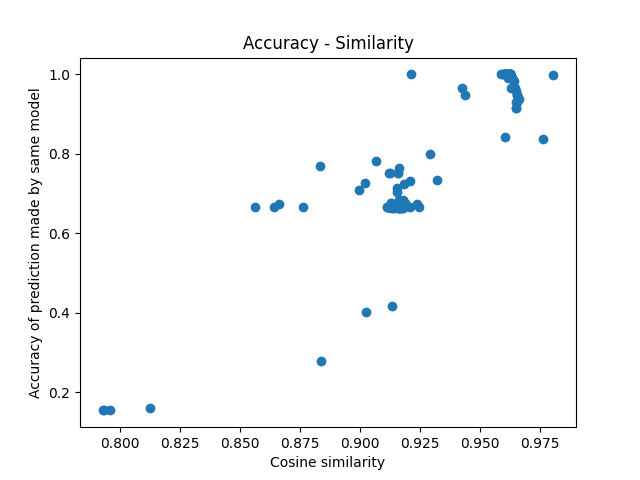 Accuracy - Similarity
Accuracy of prediction made by same model
1.0
0.8
0.6
0.4
0.2
0.800 0.825 0.850 0.875 0.900 0.925 0.950 0.975
Cosine similarity